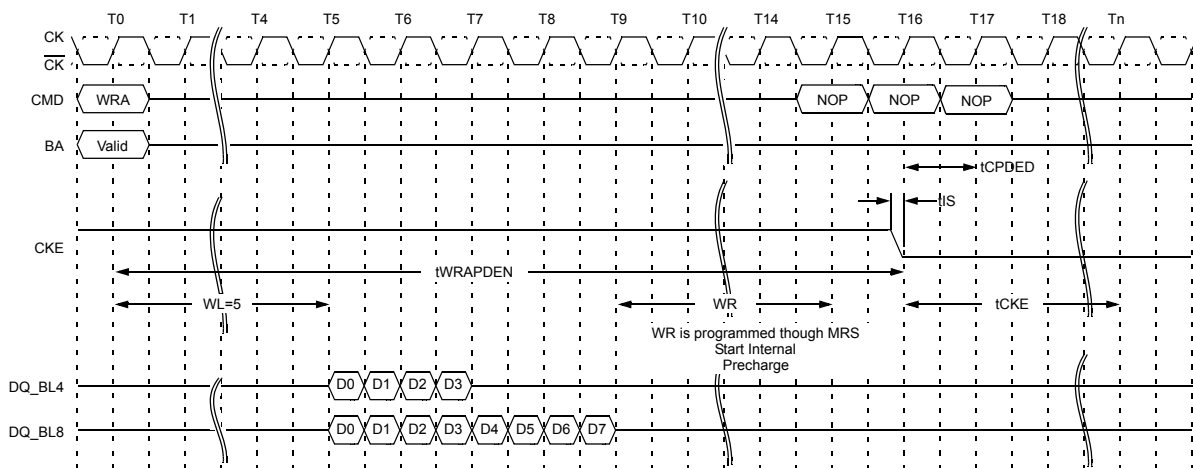 T0 T1 T4 T5 T6 T7 T8 T9 T10 T14 T15 T16 T17 T18 Tn
CK
CK
CMD WRA NOP NOP NOP
BA Valid
tCPDED
tIS
CKE
tWRAPDEN
WL=5 WR tCKE
WR is programmed though MRS
Start Internal
Precharge
DQ_BL4 D0 D1 D2 D3
DQ_BL8 D0 D1 D2 D3 D4 D5 D6 D7